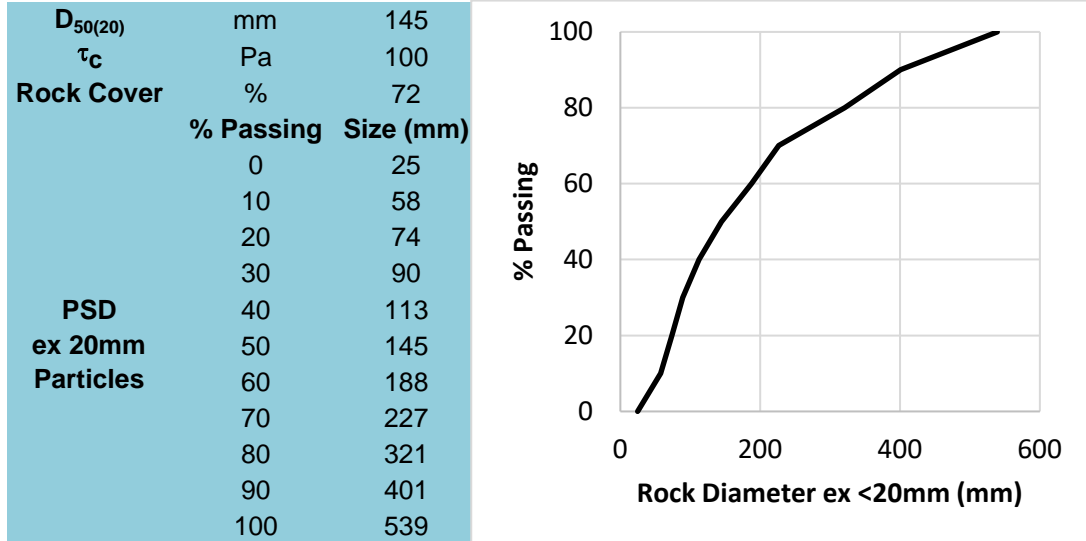 D50(20) mm 145
τc Pa 100
Rock Cover % 72
% Passing Size (mm)
0 25
10 58
20 74
30 90
PSD 40 113
ex 20mm 50 145
Particles 60 188
70 227
80 321
90 401
100 539
% Passing
100
80
60
40
20
0
0 200 400 600
Rock Diameter ex <20mm (mm)